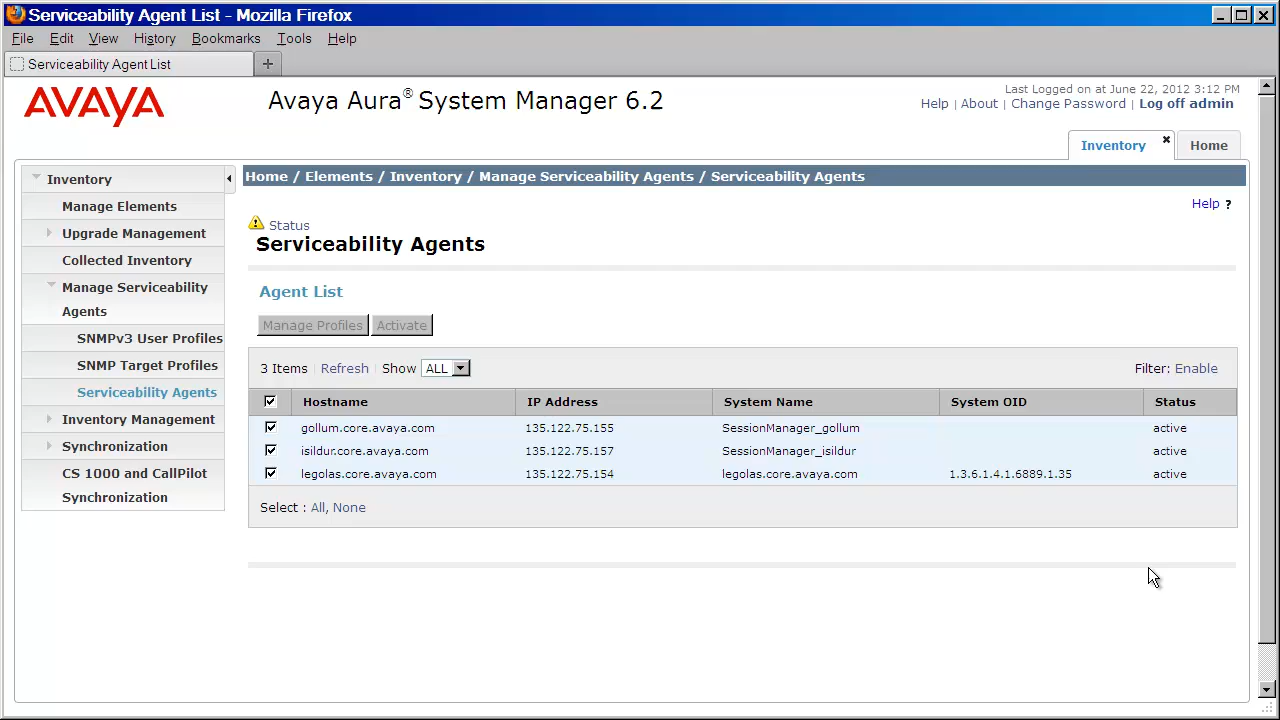 Serviceability Agent List - Mozilla Firefox
File Edit View History Bookmarks Tools Help
Serviceability Agent List +
AVAYA
Avaya Aura® System Manager 6.2
Last Logged on at June 22, 2012 3:12 PM
Help | About | Change Password | Log off admin
Inventory Home
Inventory
Manage Elements
Upgrade Management
Collected Inventory
Manage Serviceability
Agents
SNMPv3 User Profiles
SNMP Target Profiles
Serviceability Agents
Inventory Management
Synchronization
CS 1000 and CallPilot
Synchronization
Home / Elements / Inventory / Manage Serviceability Agents / Serviceability Agents
Help ?
Status
Serviceability Agents
Agent List
Manage Profiles Activate
3 Items Refresh Show ALL Filter: Enable
Hostname IP Address System Name System OID Status
gollum.core.avaya.com 135.122.75.155 SessionManager_gollum active
isildur.core.avaya.com 135.122.75.157 SessionManager_isildur active
legolas.core.avaya.com 135.122.75.154 legolas.core.avaya.com 1.3.6.1.4.1.6889.1.35 active
Select : All, None